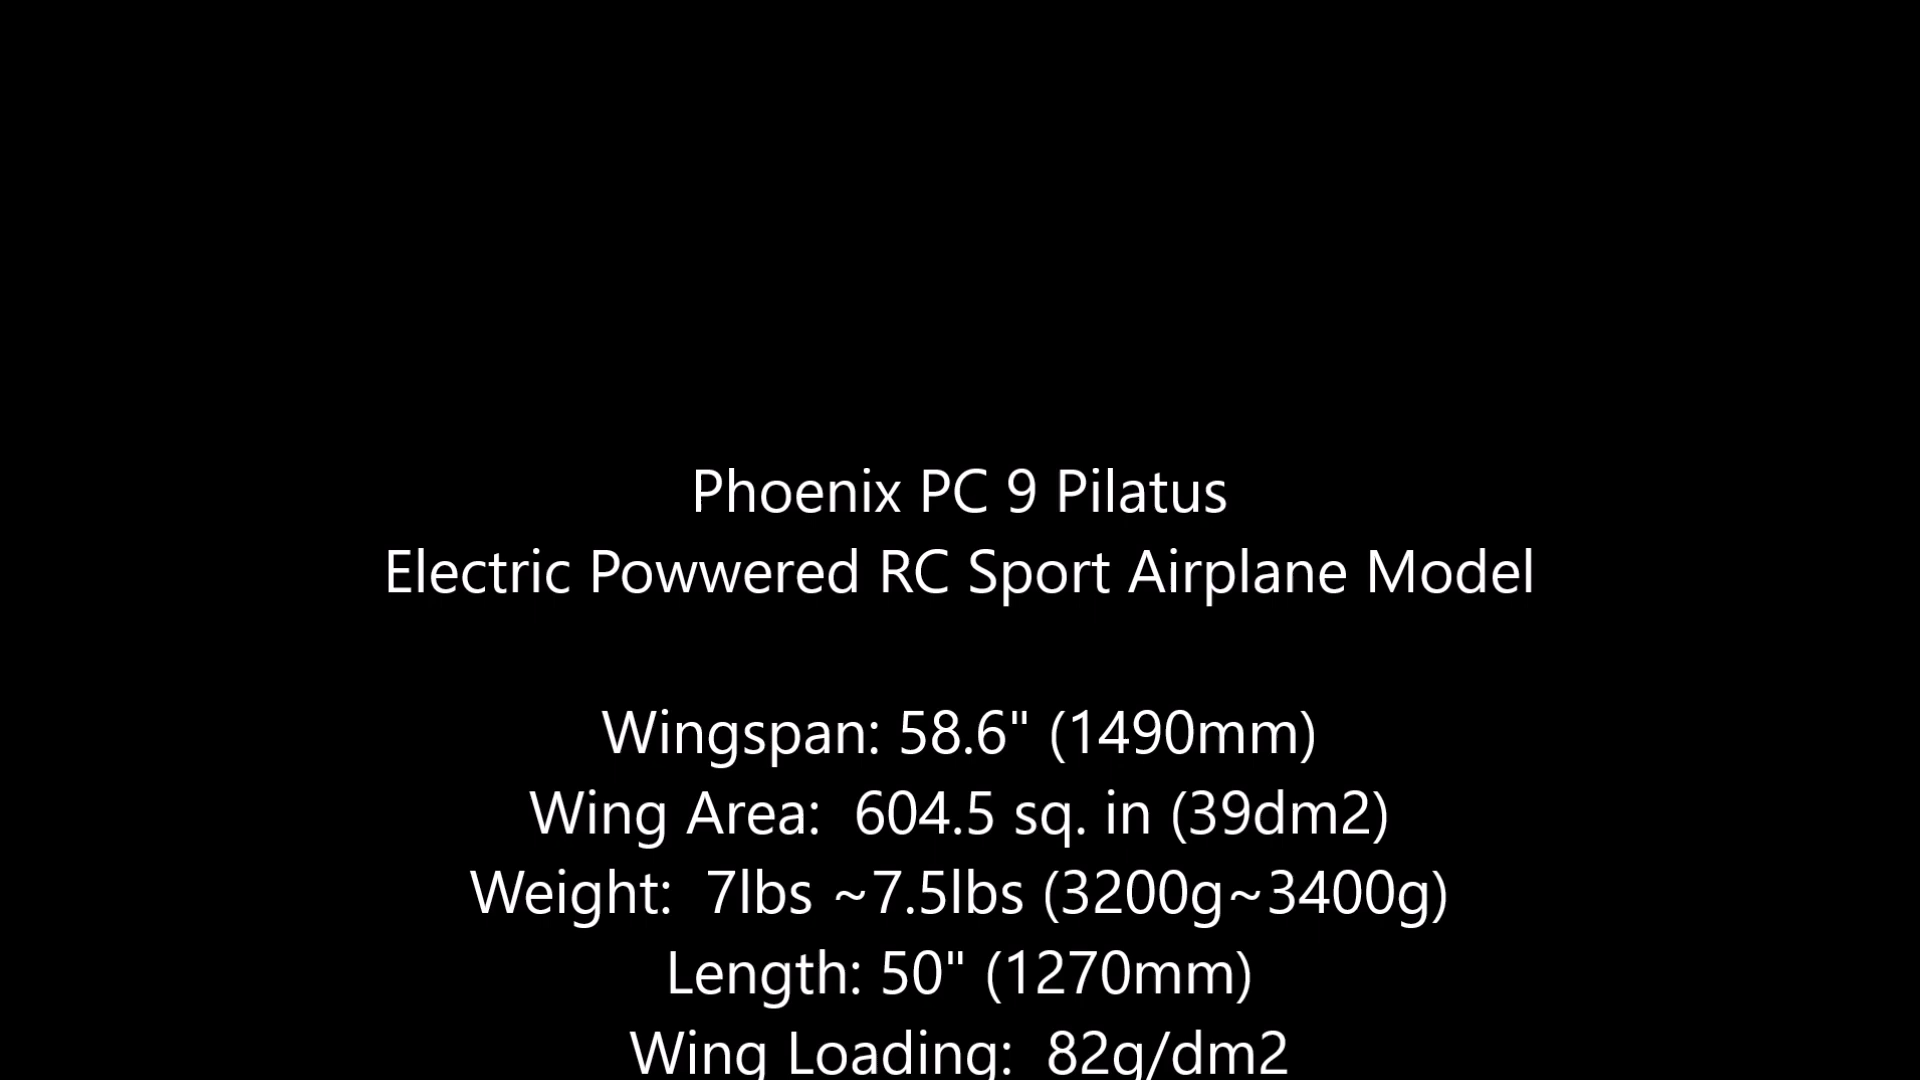 Phoenix PC 9 Pilatus
Electric Powwered RC Sport Airplane Model
Wingspan: 58.6" (1490mm)
Wing Area:  604.5 sq. in (39dm2)
Weight:  7lbs ~7.5lbs (3200g~3400g)
Length: 50" (1270mm)
Wing Loading:  82g/dm2